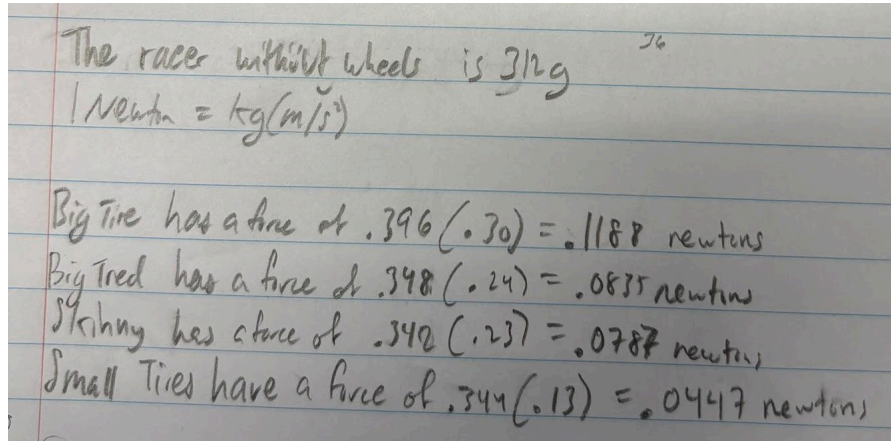 The racer without wheels is 312g 36
1 Newton = kg(m/s²)
Big Tire has a force of .396 (.30) = .1188 newtons
Big Tred has a force of .348 (.24) = .0835 newtons
Skinny has a force of .342 (.23) = .0787 newtons
Small Tires have a force of .344 (.13) = .0447 newtons